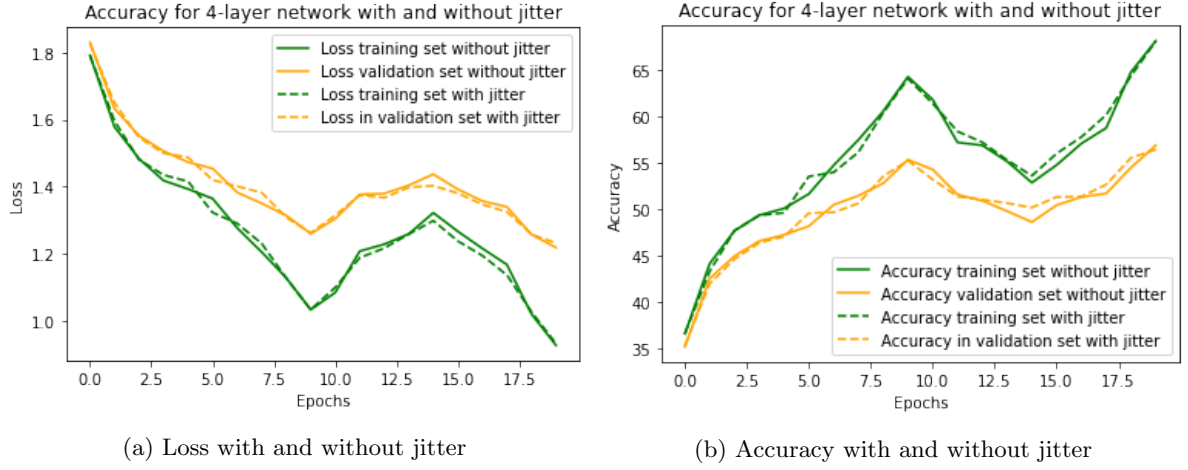 Accuracy for 4-layer network with and without jitter
1.8
1.6
1.4
1.2
1.0
Loss
Loss training set without jitter
Loss validation set without jitter
Loss training set with jitter
Loss in validation set with jitter
0.0 2.5 5.0 7.5 10.0 12.5 15.0 17.5
Epochs
(a) Loss with and without jitter
Accuracy for 4-layer network with and without jitter
65
60
55
50
45
40
35
Accuracy
Accuracy training set without jitter
Accuracy validation set without jitter
Accuracy training set with jitter
Accuracy in validation set with jitter
0.0 2.5 5.0 7.5 10.0 12.5 15.0 17.5
Epochs
(b) Accuracy with and without jitter